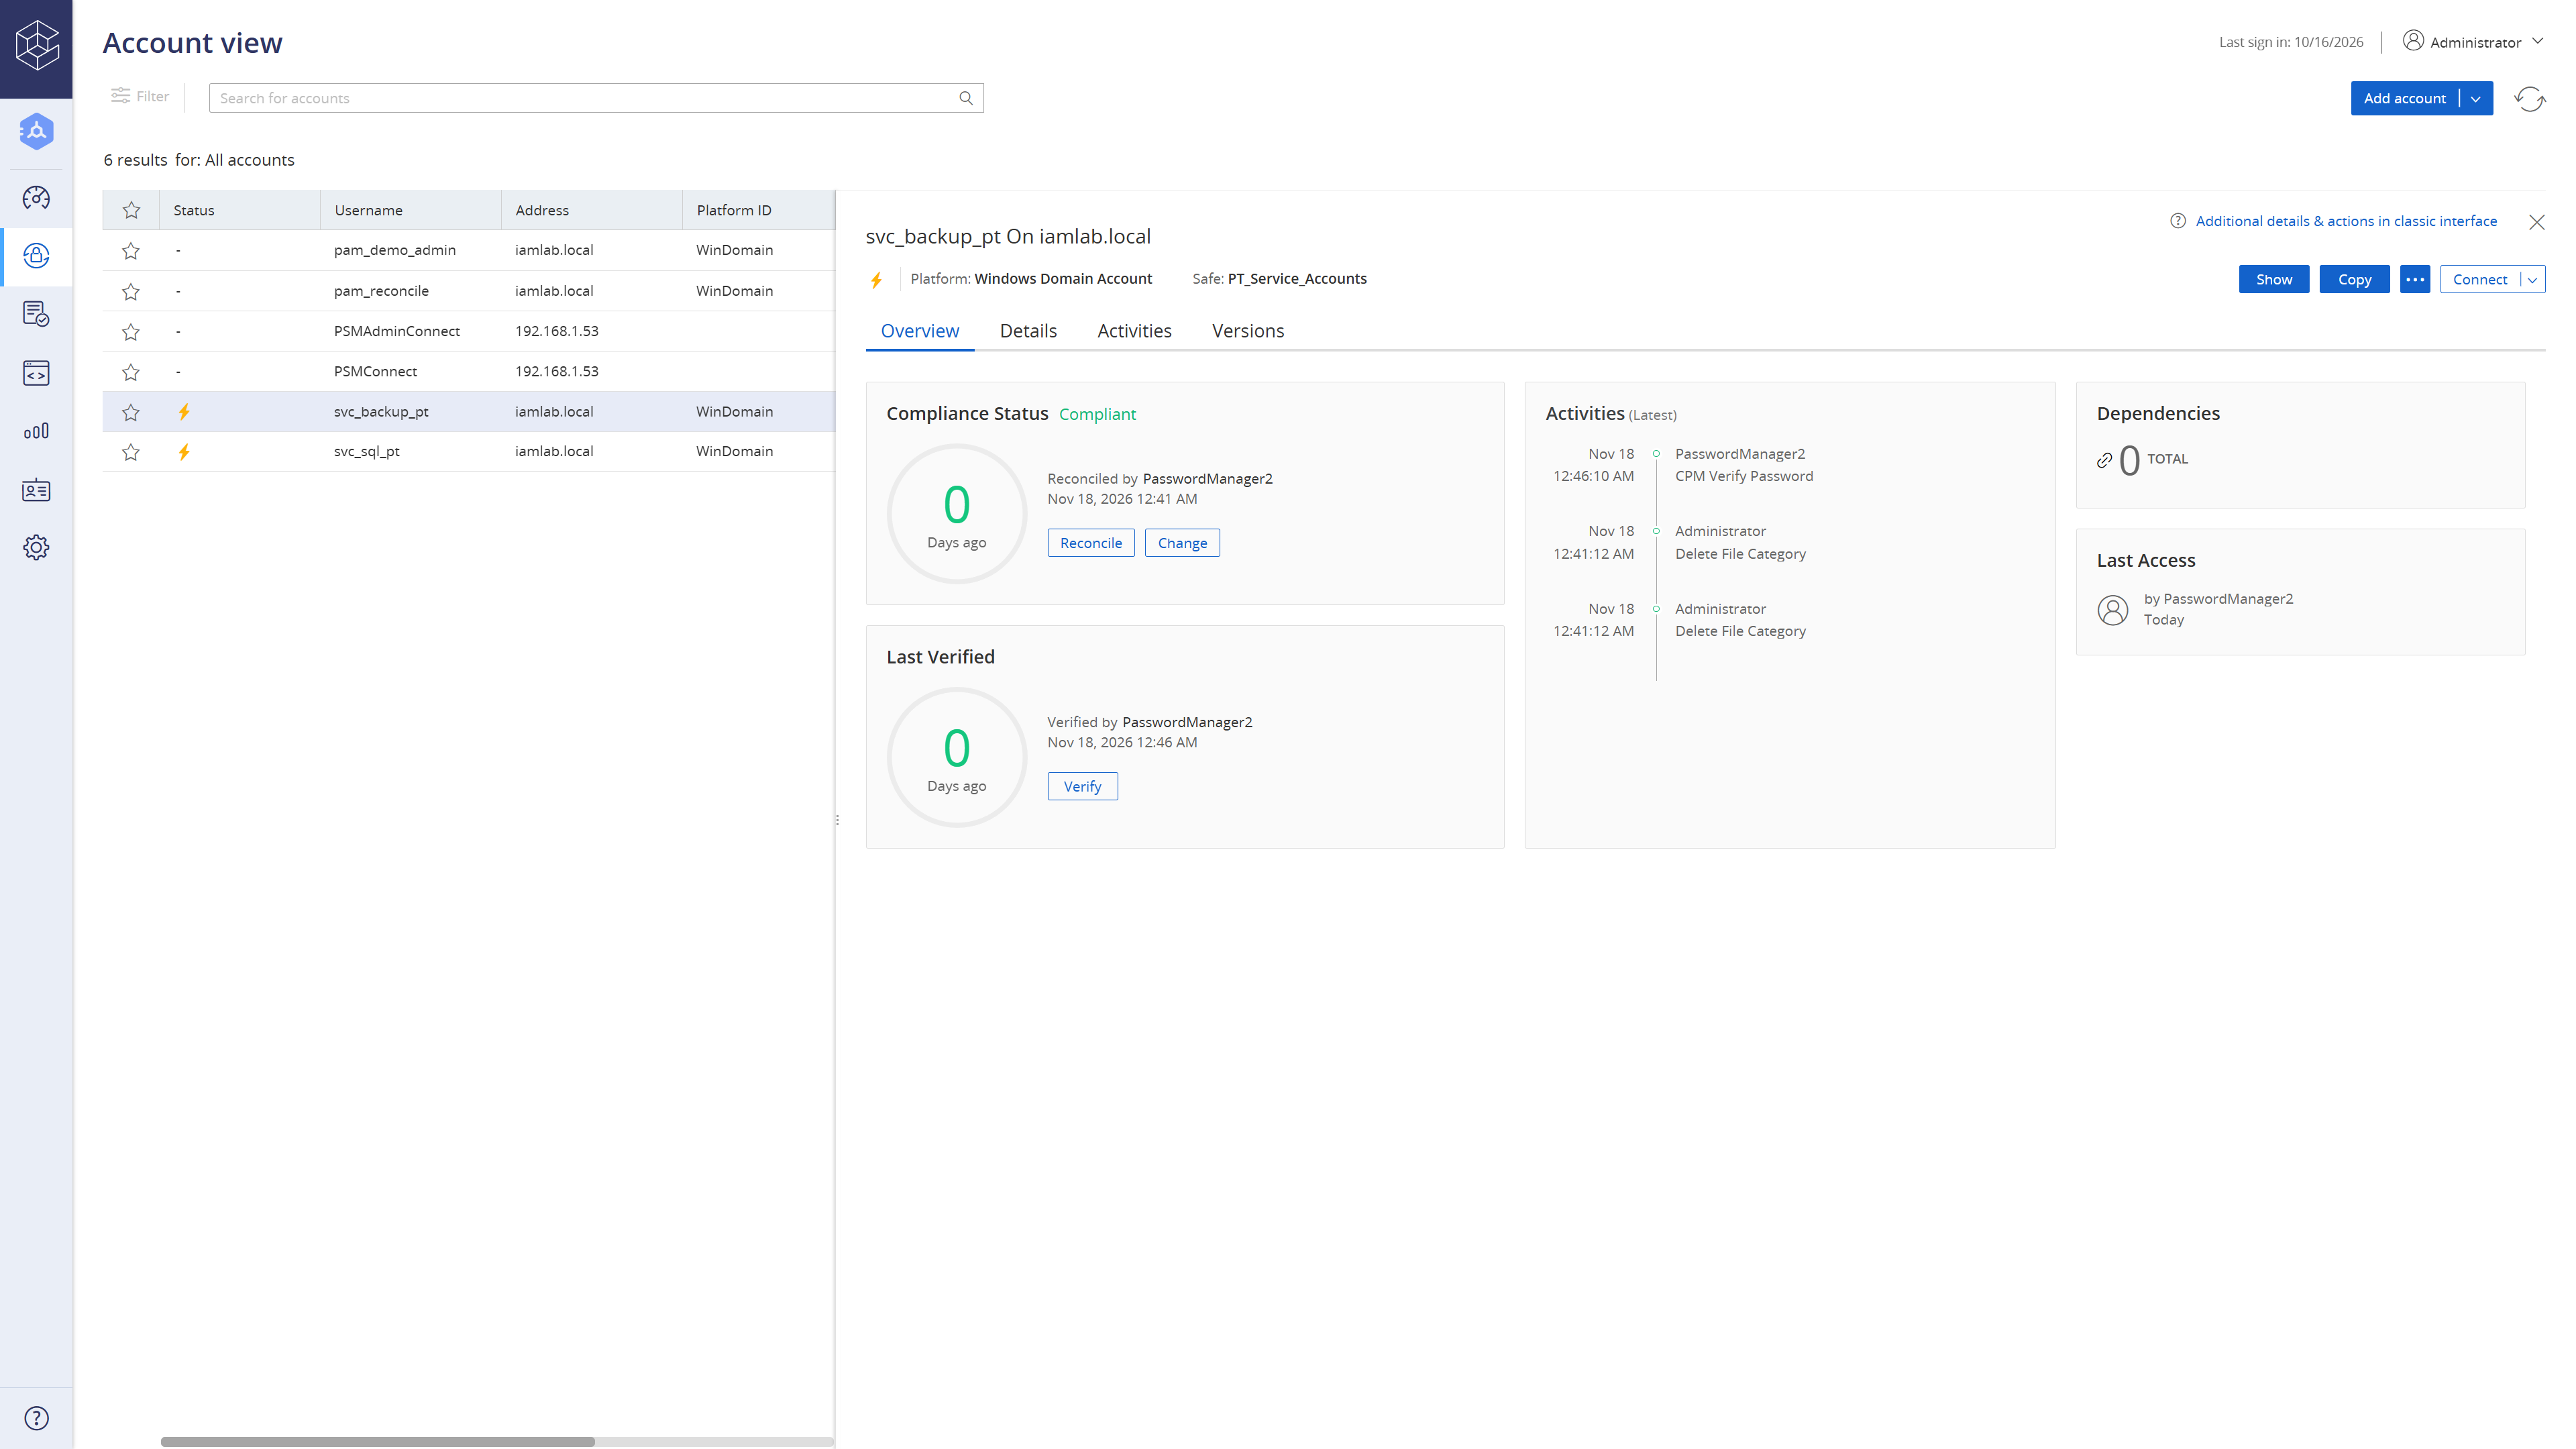 Account view
Last sign in: 10/16/2026
Administrator
Filter
Search for accounts
Add account
6 results for: All accounts
Status Username Address Platform ID
- pam_demo_admin iamlab.local WinDomain
- pam_reconcile iamlab.local WinDomain
- PSMAdminConnect 192.168.1.53
- PSMConnect 192.168.1.53
svc_backup_pt iamlab.local WinDomain
svc_sql_pt iamlab.local WinDomain
Additional details & actions in classic interface
svc_backup_pt On iamlab.local
Platform: Windows Domain Account Safe: PT_Service_Accounts
Show Copy ... Connect
Overview Details Activities Versions
Compliance Status Compliant
0
Days ago
Reconciled by PasswordManager2
Nov 18, 2026 12:41 AM
Reconcile Change
Last Verified
0
Days ago
Verified by PasswordManager2
Nov 18, 2026 12:46 AM
Verify
Activities (Latest)
Nov 18 PasswordManager2
12:46:10 AM CPM Verify Password
Nov 18 Administrator
12:41:12 AM Delete File Category
Nov 18 Administrator
12:41:12 AM Delete File Category
Dependencies
0 TOTAL
Last Access
by PasswordManager2
Today